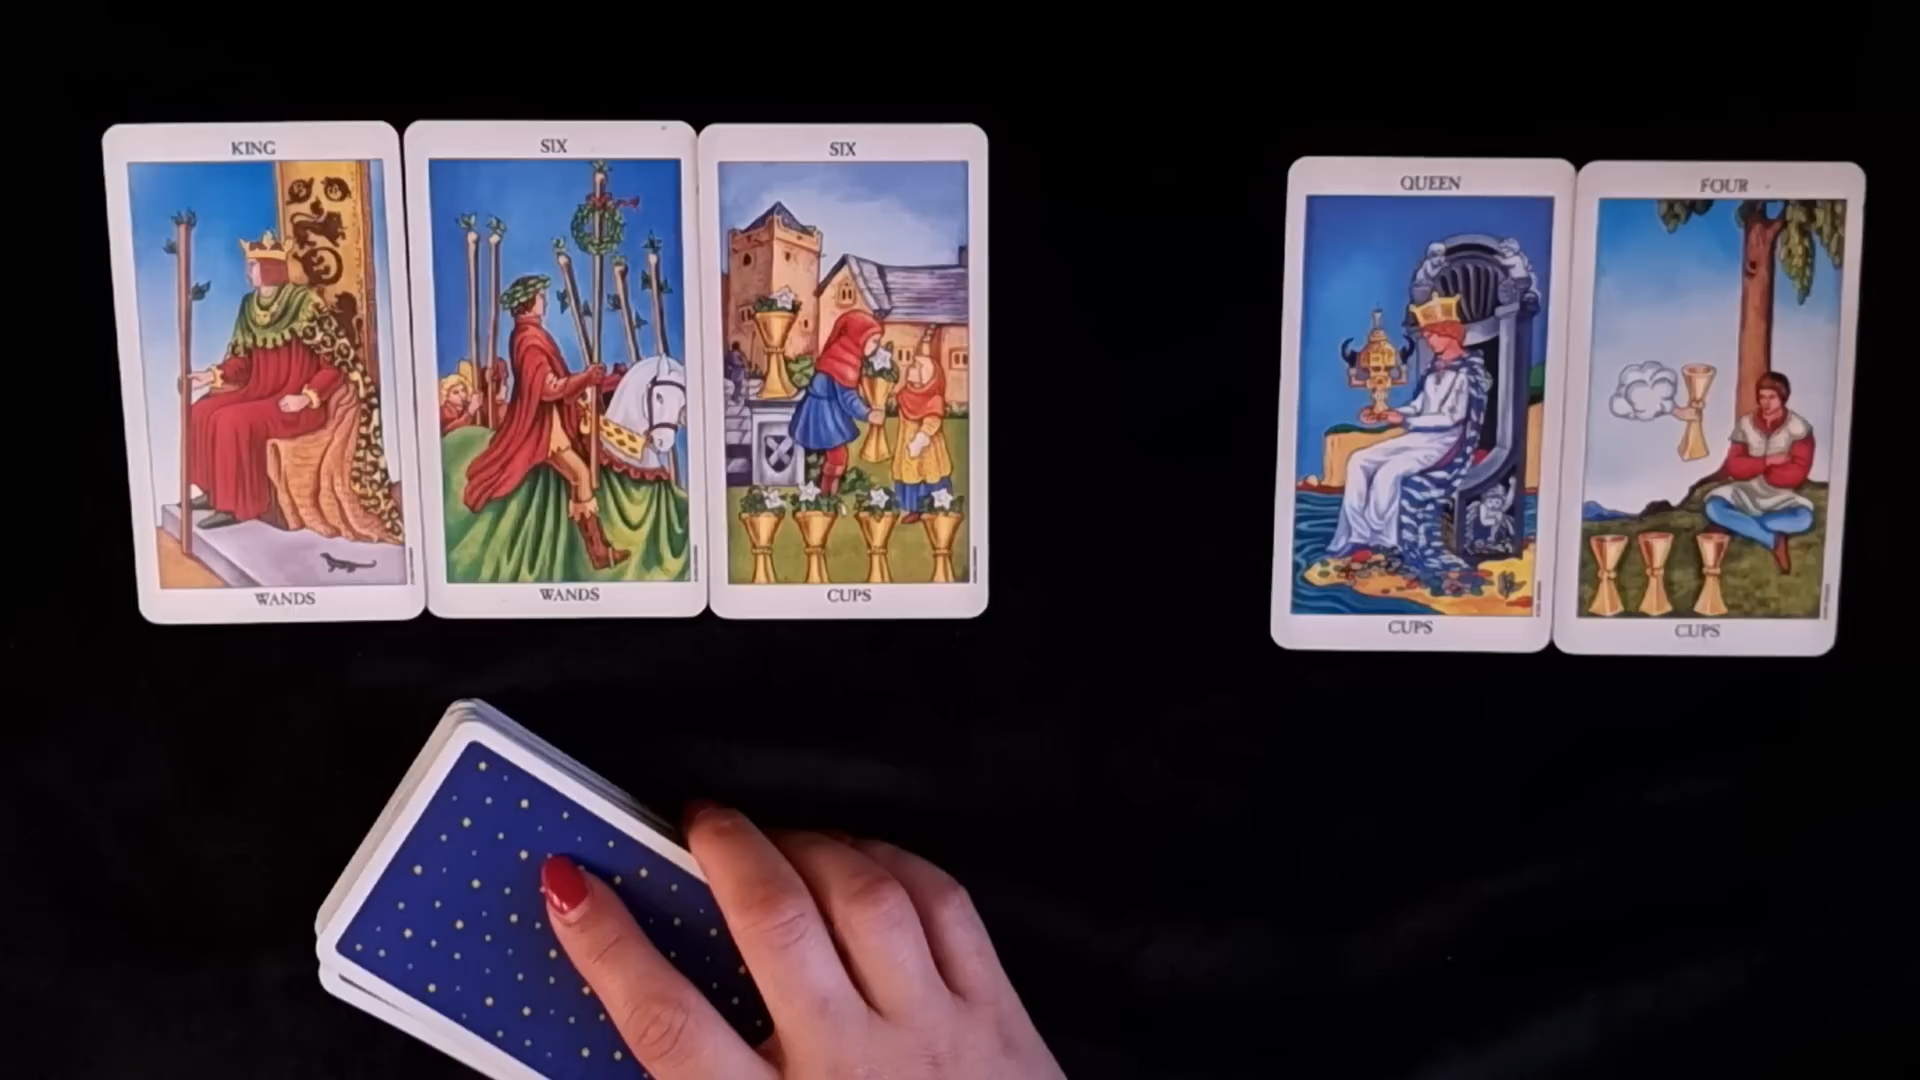 KING
WANDS
SIX
WANDS
SIX
CUPS
QUEEN
CUPS
FOUR
CUPS